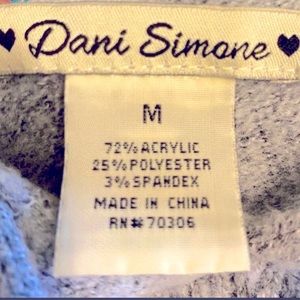 ♥ Dani Simone ♥
M
72% ACRYLIC
25% POLYESTER
3% SPANDEX
MADE IN CHINA
RN# 70306